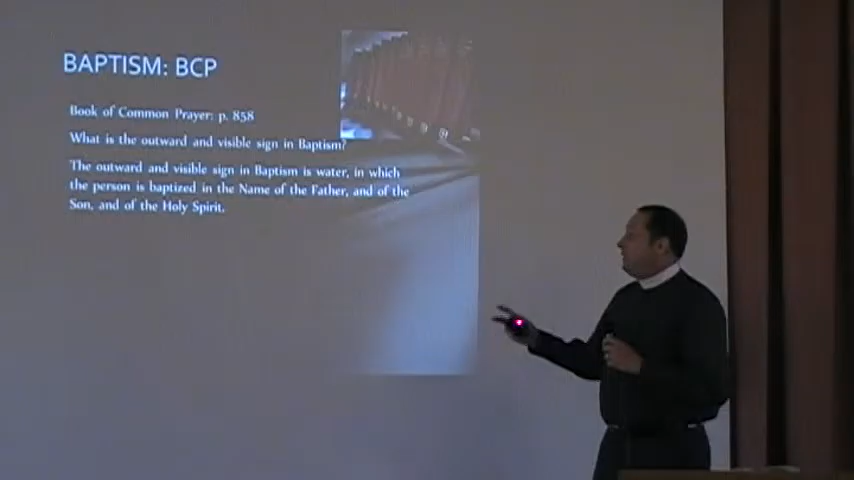 BAPTISM: BCP
Book of Common Prayer: p. 858
What is the outward and visible sign in Baptism?
The outward and visible sign in Baptism is water, in which
the person is baptized in the Name of the Father, and of the
Son, and of the Holy Spirit.